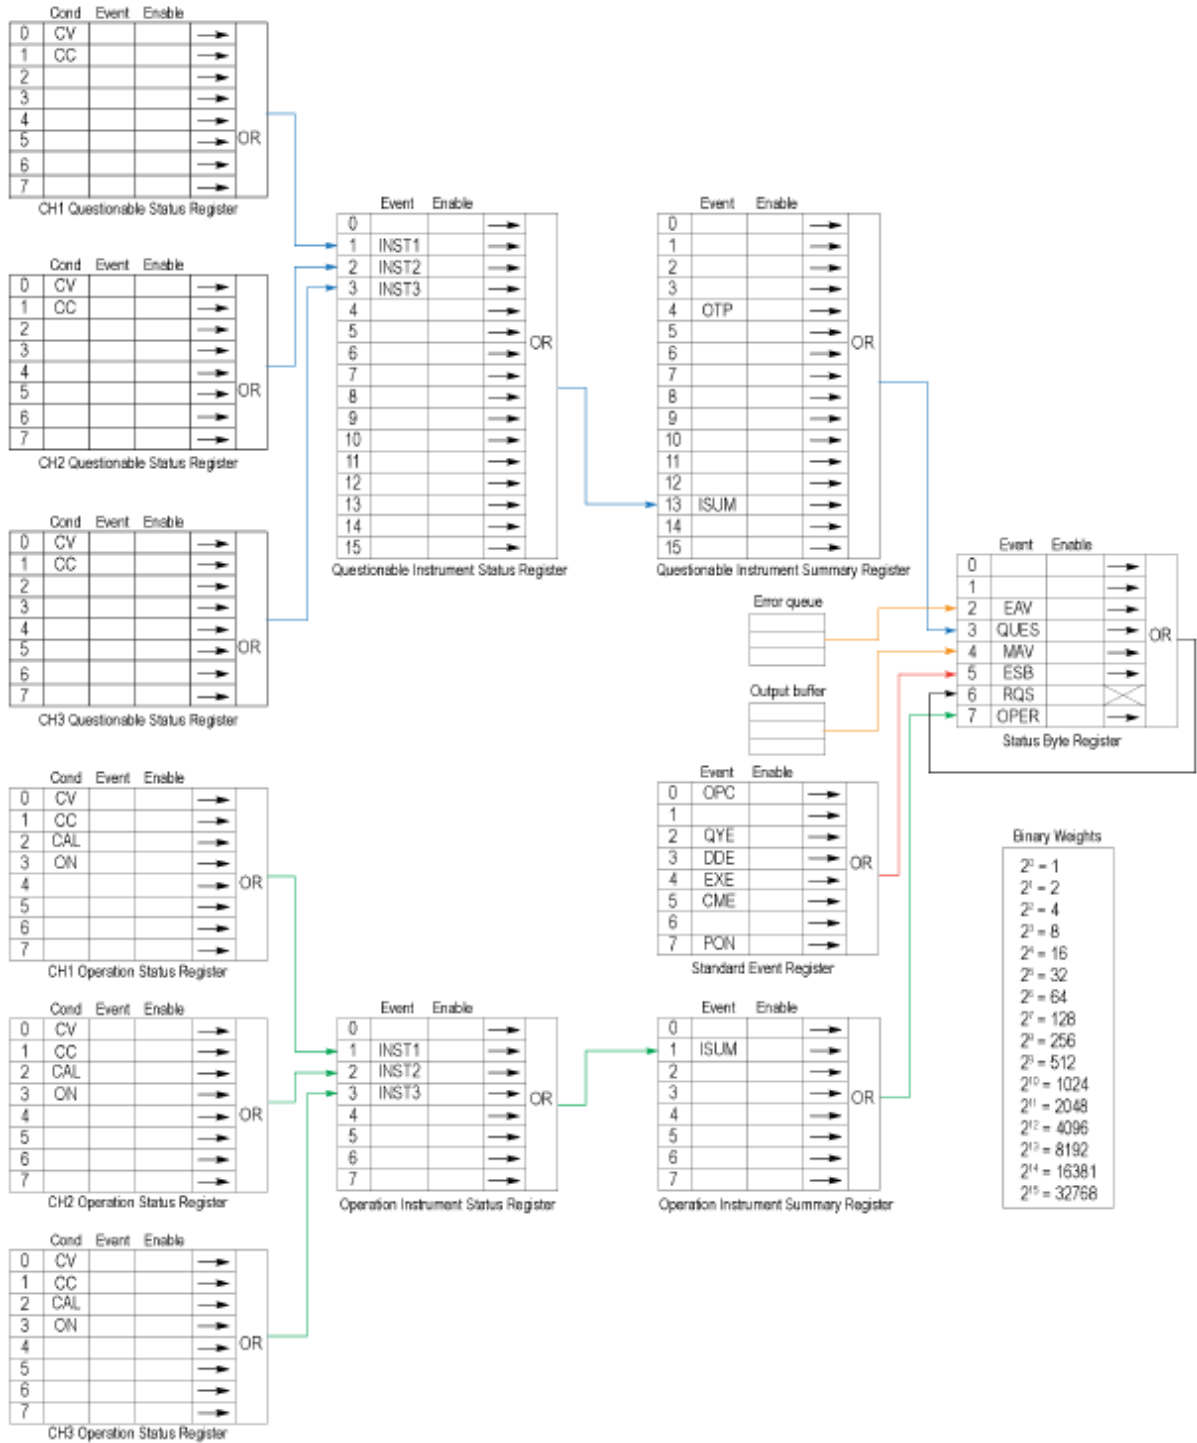 Cond Event Enable
0 CV
1 CC
2
3
4
5
6
7
OR
CH1 Questionable Status Register
Cond Event Enable
0 CV
1 CC
2
3
4
5
6
7
OR
CH2 Questionable Status Register
Cond Event Enable
0 CV
1 CC
2
3
4
5
6
7
OR
CH3 Questionable Status Register
Event Enable
0
1 INST1
2 INST2
3 INST3
4
5
6
7
8
9
10
11
12
13
14
15
OR
Questionable Instrument Status Register
Event Enable
0
1
2
3
4 OTP
5
6
7
8
9
10
11
12
13 ISUM
14
15
OR
Questionable Instrument Summary Register
Error queue
Output buffer
Event Enable
0
1
2 EAV
3 QUES
4 MAV
5 ESB
6 RQS
7 OPER
OR
Status Byte Register
Event Enable
0 OPC
1
2 QYE
3 DDE
4 EXE
5 CME
6
7 PON
OR
Standard Event Register
Cond Event Enable
0 CV
1 CC
2 CAL
3 ON
4
5
6
7
OR
CH1 Operation Status Register
Cond Event Enable
0 CV
1 CC
2 CAL
3 ON
4
5
6
7
OR
CH2 Operation Status Register
Cond Event Enable
0 CV
1 CC
2 CAL
3 ON
4
5
6
7
OR
CH3 Operation Status Register
Event Enable
0
1 INST1
2 INST2
3 INST3
4
5
6
7
OR
Operation Instrument Status Register
Event Enable
0
1 ISUM
2
3
4
5
6
7
OR
Operation Instrument Summary Register
Binary Weights
2⁰ = 1
2¹ = 2
2² = 4
2³ = 8
2⁴ = 16
2⁵ = 32
2⁶ = 64
2⁷ = 128
2⁸ = 256
2⁹ = 512
2¹⁰ = 1024
2¹¹ = 2048
2¹² = 4096
2¹³ = 8192
2¹⁴ = 16381
2¹⁵ = 32768